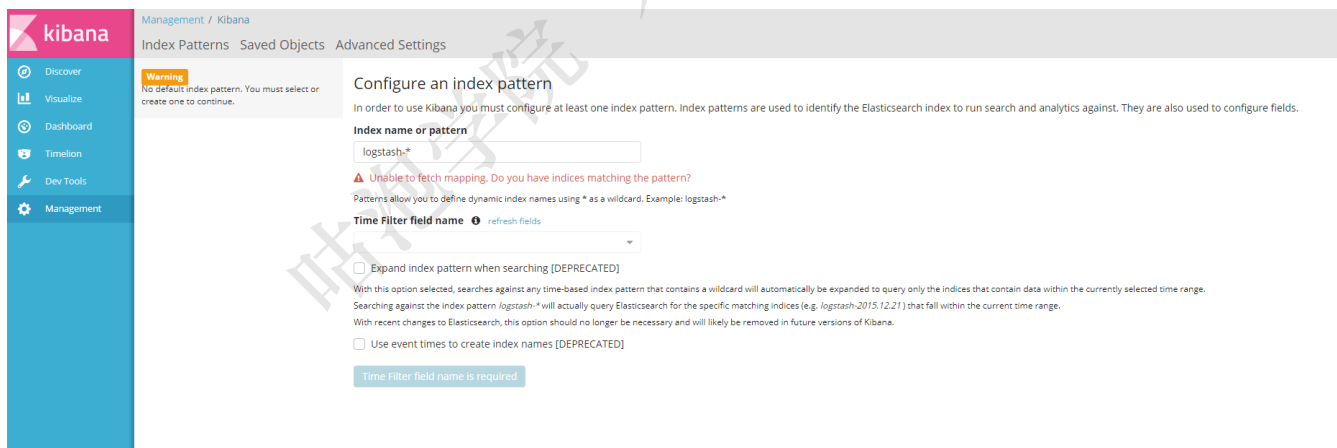 kibana
Discover
Visualize
Dashboard
Timelion
Dev Tools
Management
Management / Kibana
Index Patterns Saved Objects Advanced Settings
Warning
No default index pattern. You must select or
create one to continue.
Configure an index pattern
In order to use Kibana you must configure at least one index pattern. Index patterns are used to identify the Elasticsearch index to run search and analytics against. They are also used to configure fields.
Index name or pattern
logstash-*
Unable to fetch mapping. Do you have indices matching the pattern?
Patterns allow you to define dynamic index names using * as a wildcard. Example: logstash-*
Time Filter field name refresh fields
Expand index pattern when searching [DEPRECATED]
With this option selected, searches against any time-based index pattern that contains a wildcard will automatically be expanded to query only the indices that contain data within the currently selected time range.
Searching against the index pattern logstash-* will actually query Elasticsearch for the specific matching indices (e.g. logstash-2015.12.21) that fall within the current time range.
With recent changes to Elasticsearch, this option should no longer be necessary and will likely be removed in future versions of Kibana.
Use event times to create index names [DEPRECATED]
Time Filter field name is required
咕泡学院